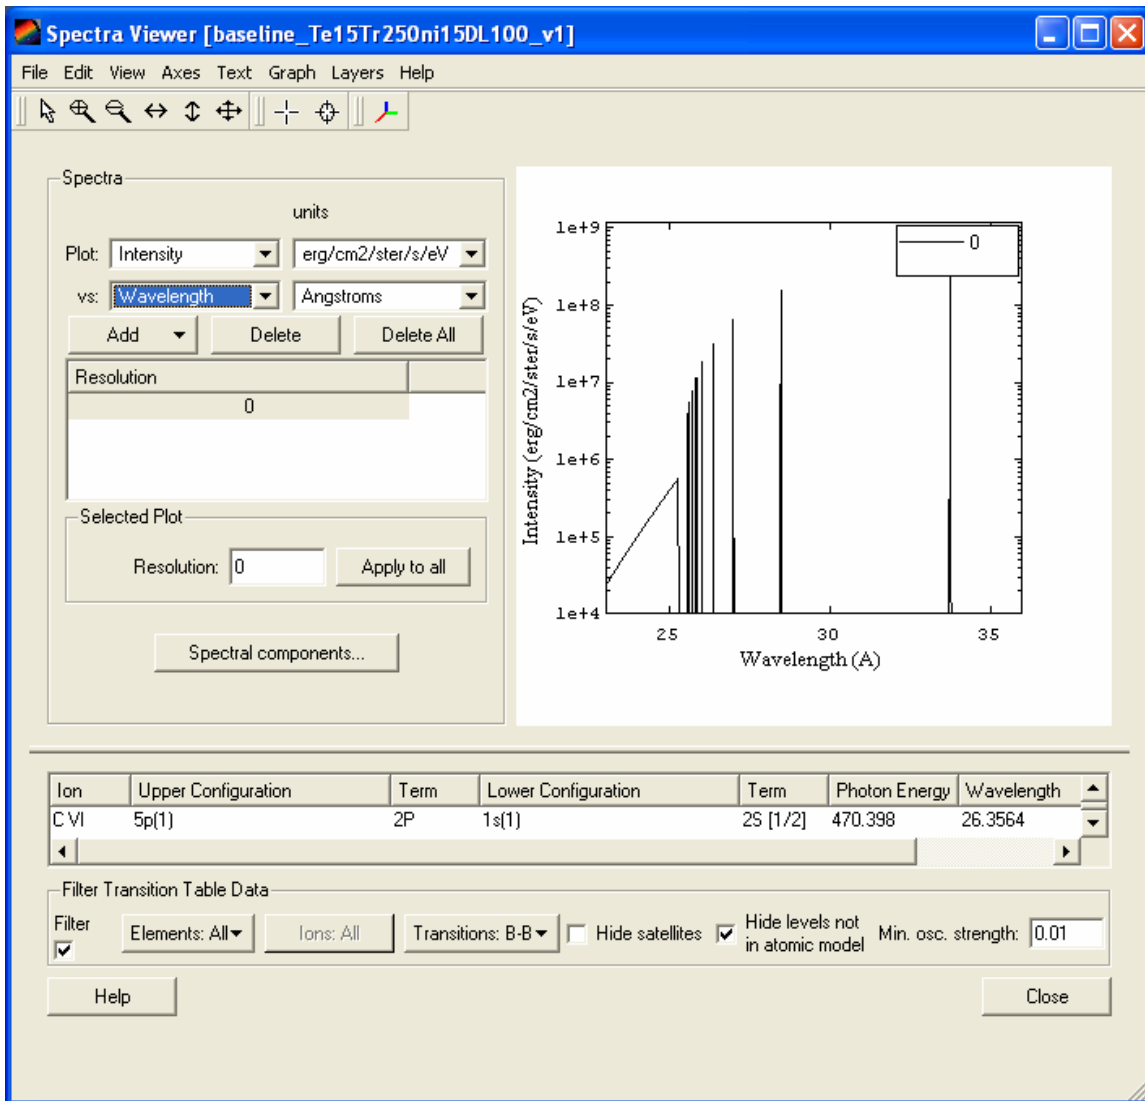 Spectra Viewer [baseline_Te15Tr250ni15DL100_v1]
File Edit View Axes Text Graph Layers Help
Spectra
units
Plot: Intensity erg/cm2/ster/s/eV
vs: Wavelength Angstroms
Add Delete Delete All
Resolution
0
Selected Plot
Resolution: 0 Apply to all
Spectral components...
0
1e+9
1e+8
1e+7
1e+6
1e+5
1e+4
Intensity (erg/cm2/ster/s/eV)
25 30 35
Wavelength (A)
Ion Upper Configuration Term Lower Configuration Term Photon Energy Wavelength
C VI 5p(1) 2P 1s(1) 2S [1/2] 470.398 26.3564
Filter Transition Table Data
Filter Elements: All Ions: All Transitions: B-B Hide satellites Hide levels not
in atomic model Min. osc. strength: 0.01
Help Close